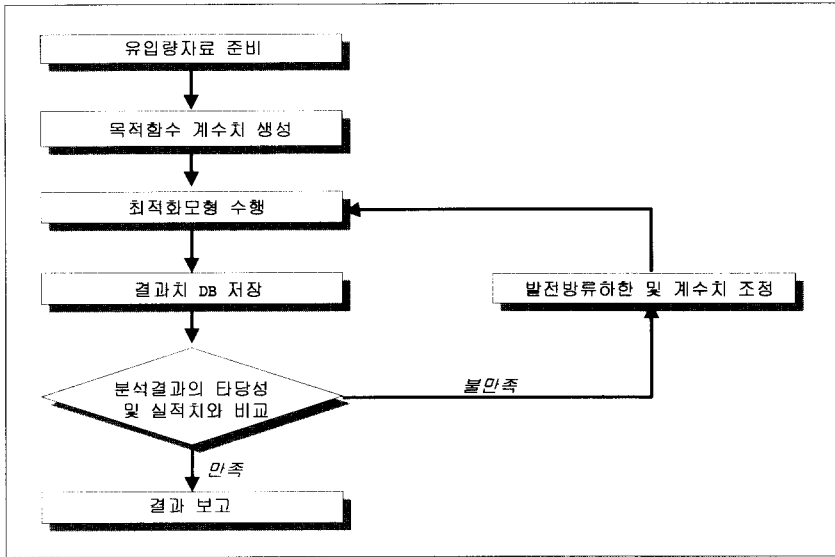 유입량자료 준비
목적함수 계수치 생성
최적화모형 수행
결과치 DB 저장
발전방류하한 및 계수치 조정
분석결과의 타당성
및 실적치와 비교
불만족
만족
결과 보고